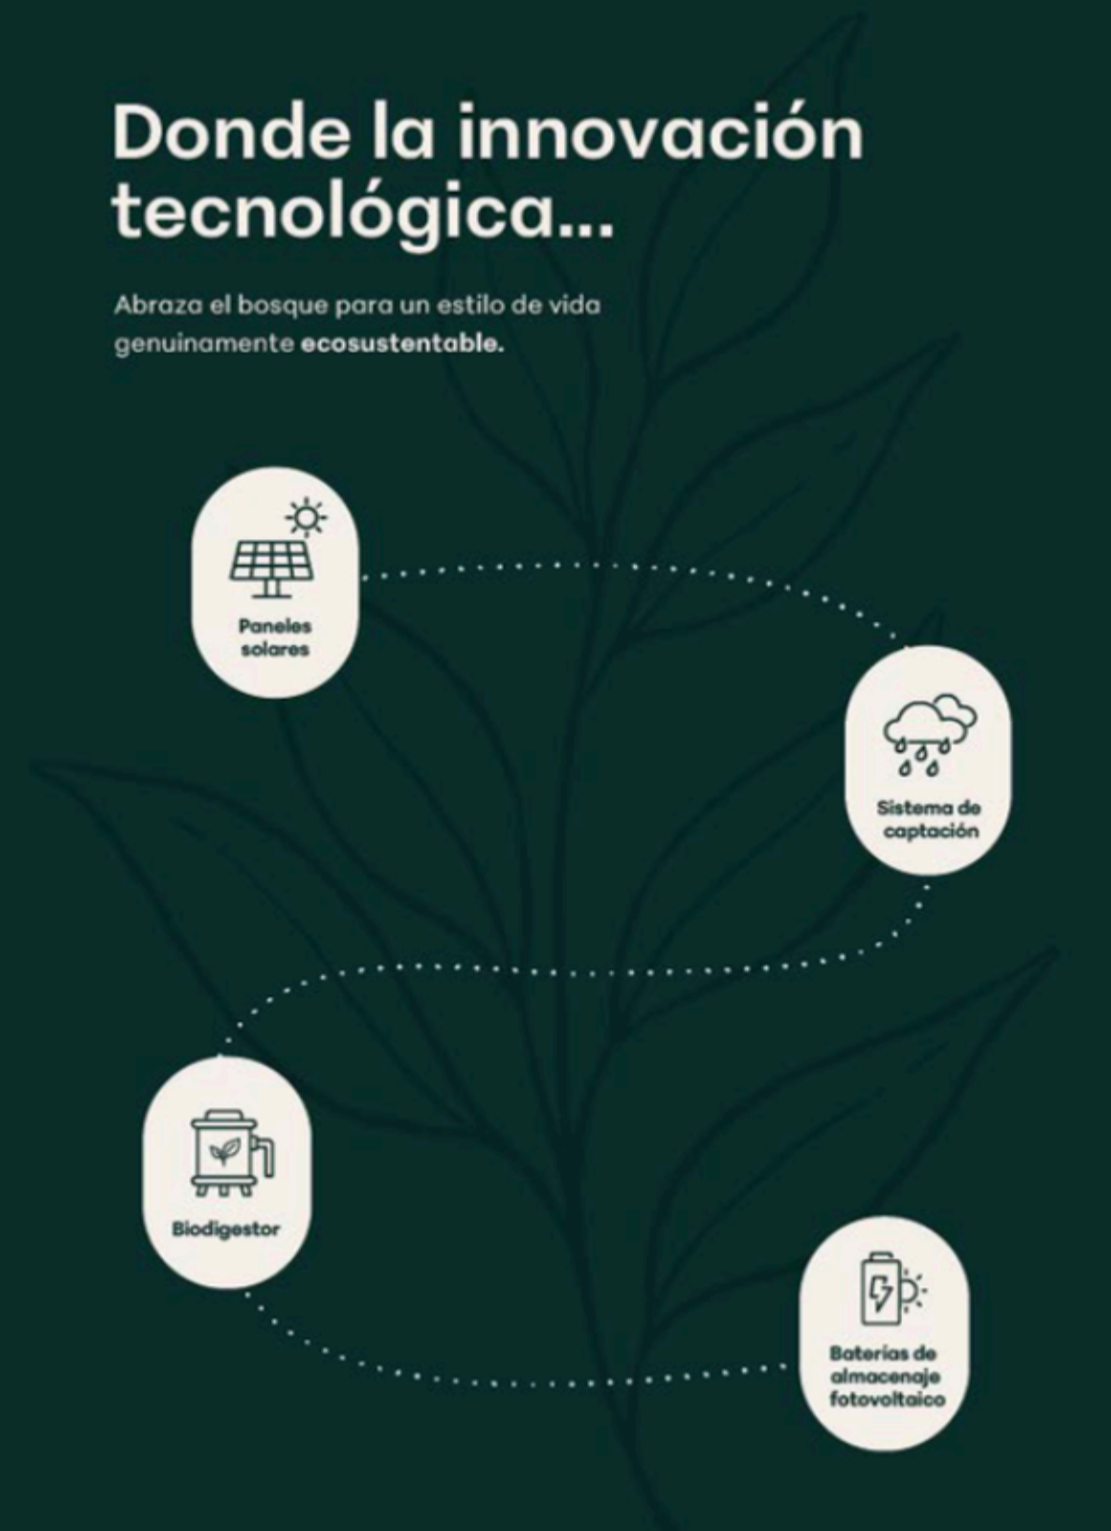 Donde la innovación
tecnológica...
Abraza el bosque para un estilo de vida
genuinamente ecosustentable.
Paneles
solares
Sistema de
captación
Biodigestor
Baterías de
almacenaje
fotovoltaico